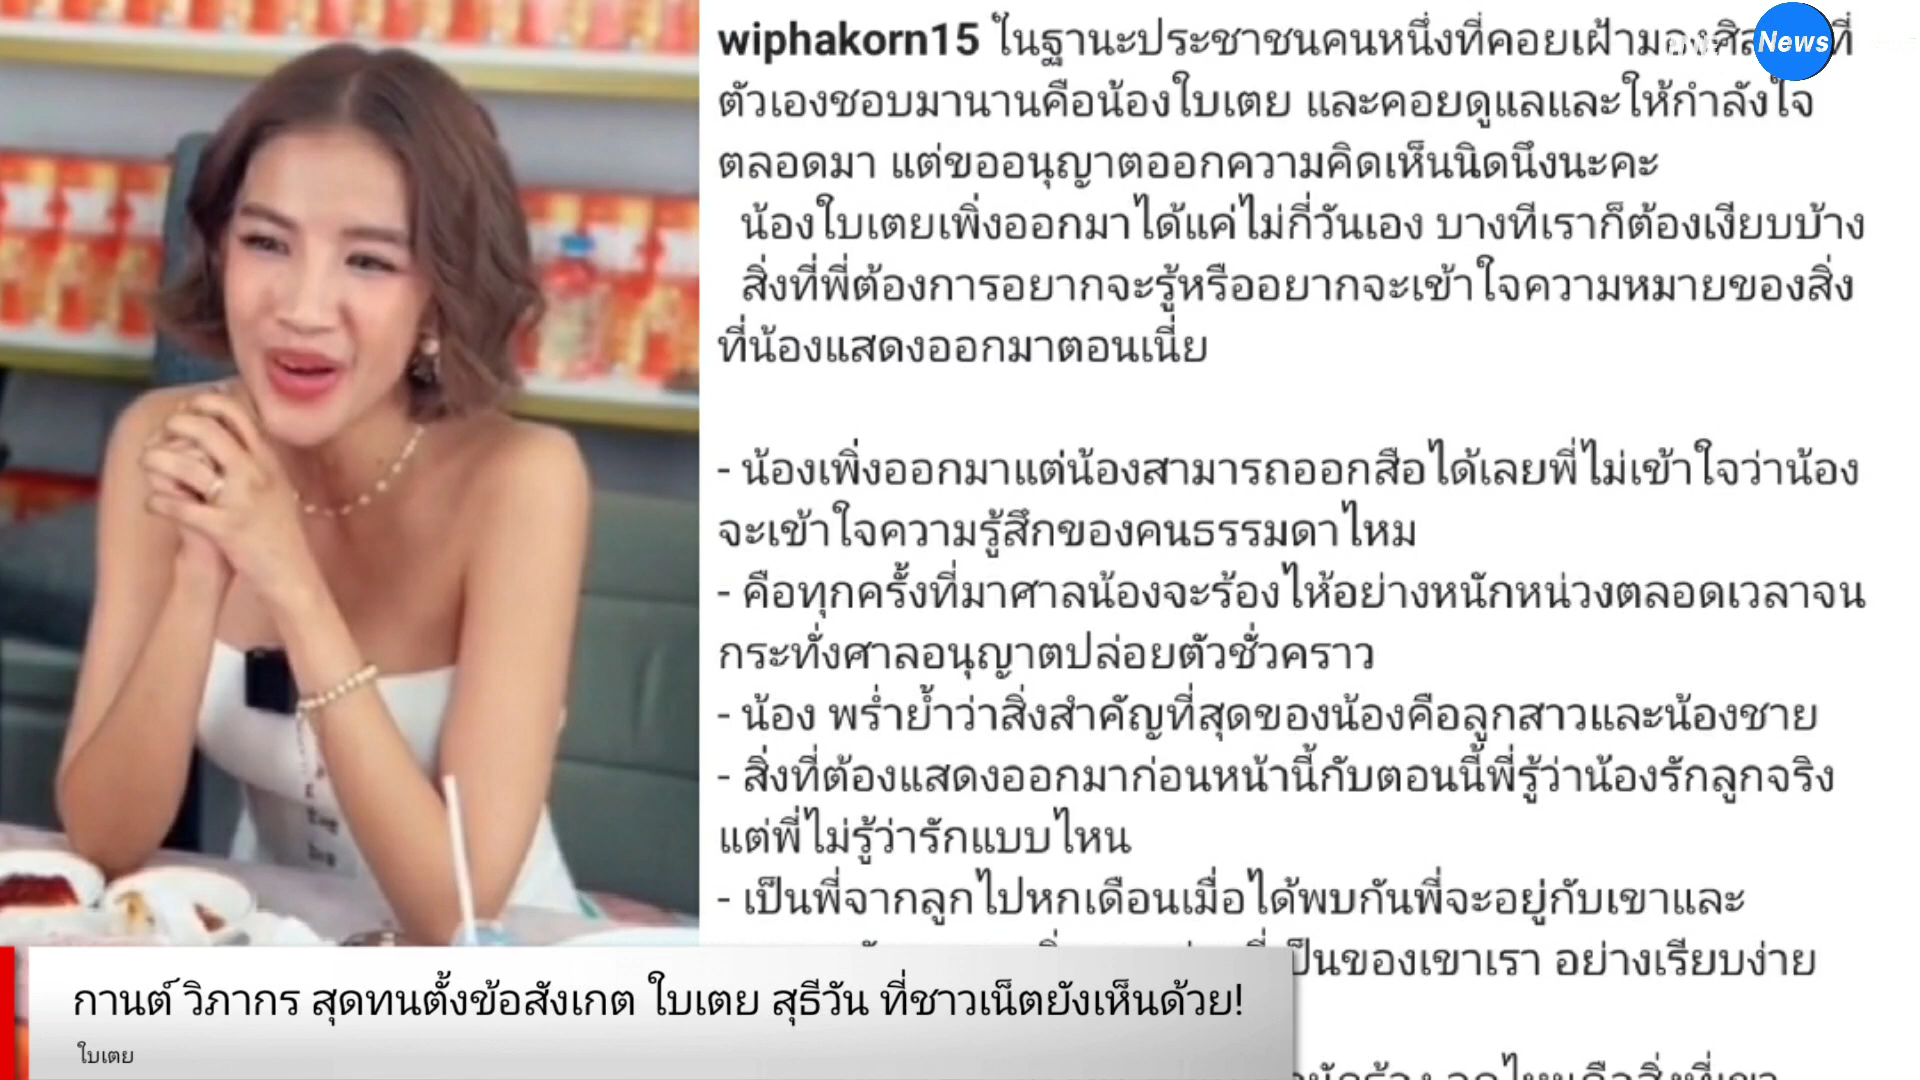 wiphakorn15 ในฐานะประชาชนคนหนึ่งที่คอยเฝ้ามองศิล ที่
News
ตัวเองชอบมานานคือน้องใบเตย และคอยดูแลและให้กำลังใจ
ตลอดมา แต่ขออนุญาตออกความคิดเห็นนิดนึงนะคะ
น้องใบเตยเพิ่งออกมาได้แค่ไม่กี่วันเอง บางทีเราก็ต้องเงียบบ้าง
สิ่งที่พี่ต้องการอยากจะรู้หรืออยากจะเข้าใจความหมายของสิ่ง
ที่น้องแสดงออกมาตอนเนี่ย
- น้องเพิ่งออกมาแต่น้องสามารถออกสือได้เลยพี่ไม่เข้าใจว่าน้อง
จะเข้าใจความรู้สึกของคนธรรมดาไหม
- คือทุกครั้งที่มาศาลน้องจะร้องไห้อย่างหนักหน่วงตลอดเวลาจน
กระทั่งศาลอนุญาตปล่อยตัวชั่วคราว
- น้อง พร่ำย้ำว่าสิ่งสำคัญที่สุดของน้องคือลูกสาวและน้องชาย
- สิ่งที่ต้องแสดงออกมาก่อนหน้านี้กับตอนนี้พี่รู้ว่าน้องรักลูกจริง
แต่พี่ไม่รู้ว่ารักแบบไหน
- เป็นพี่จากลูกไปหกเดือนเมื่อได้พบกันพี่จะอยู่กับเขาและ
เป็นของเขาเรา อย่างเรียบง่าย
กานต์ วิภากร สุดทนตั้งข้อสังเกต ใบเตย สุธีวัน ที่ชาวเน็ตยังเห็นด้วย!
ใบเตย